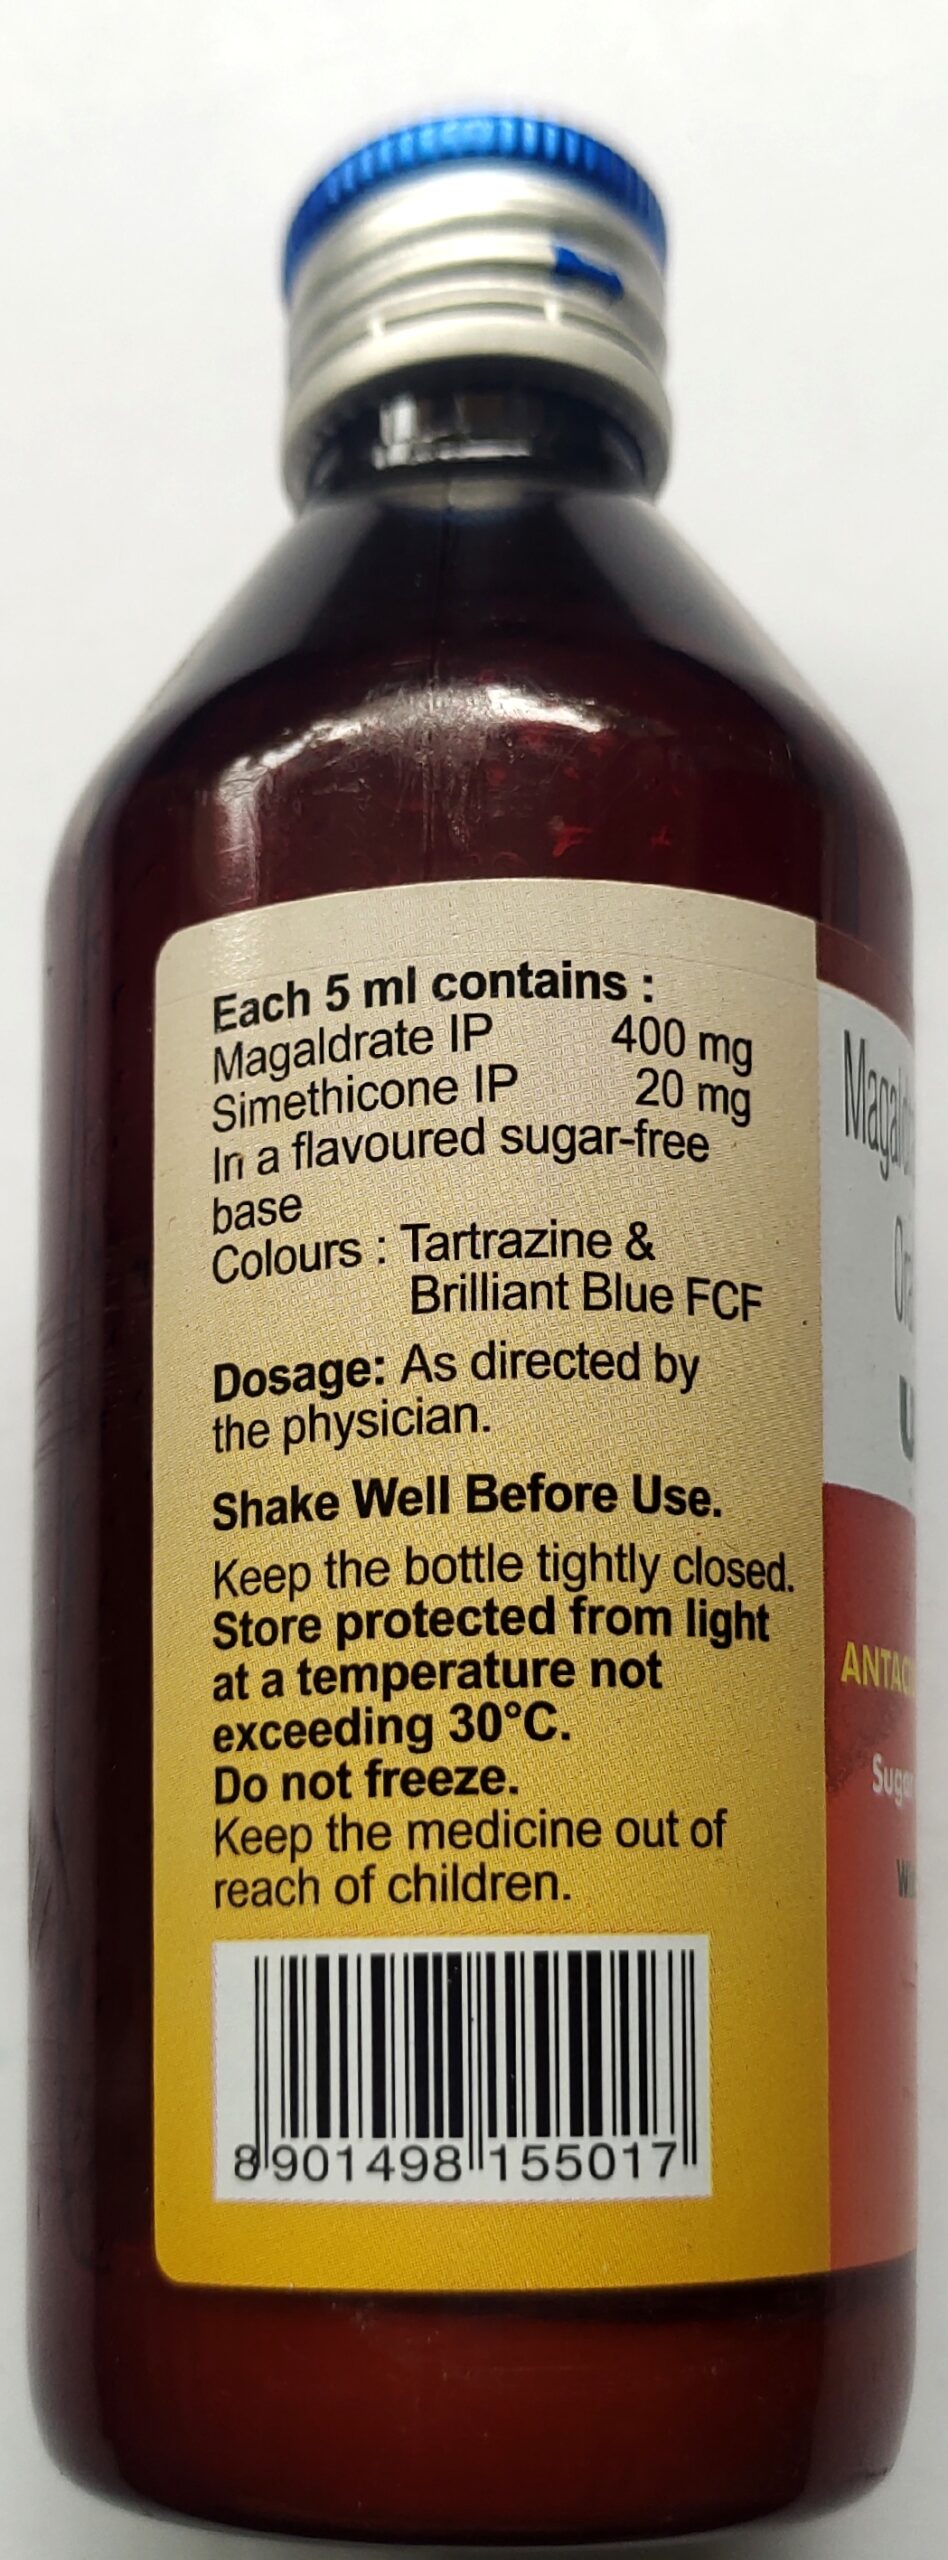 Each 5 ml contains :
Magaldrate IP 400 mg
Simethicone IP 20 mg
In a flavoured sugar-free
base
Colours : Tartrazine &
Brilliant Blue FCF
Dosage: As directed by
the physician.
Shake Well Before Use.
Keep the bottle tightly closed.
Store protected from light
at a temperature not
exceeding 30°C.
Do not freeze.
Keep the medicine out of
reach of children.
8 901498 155017